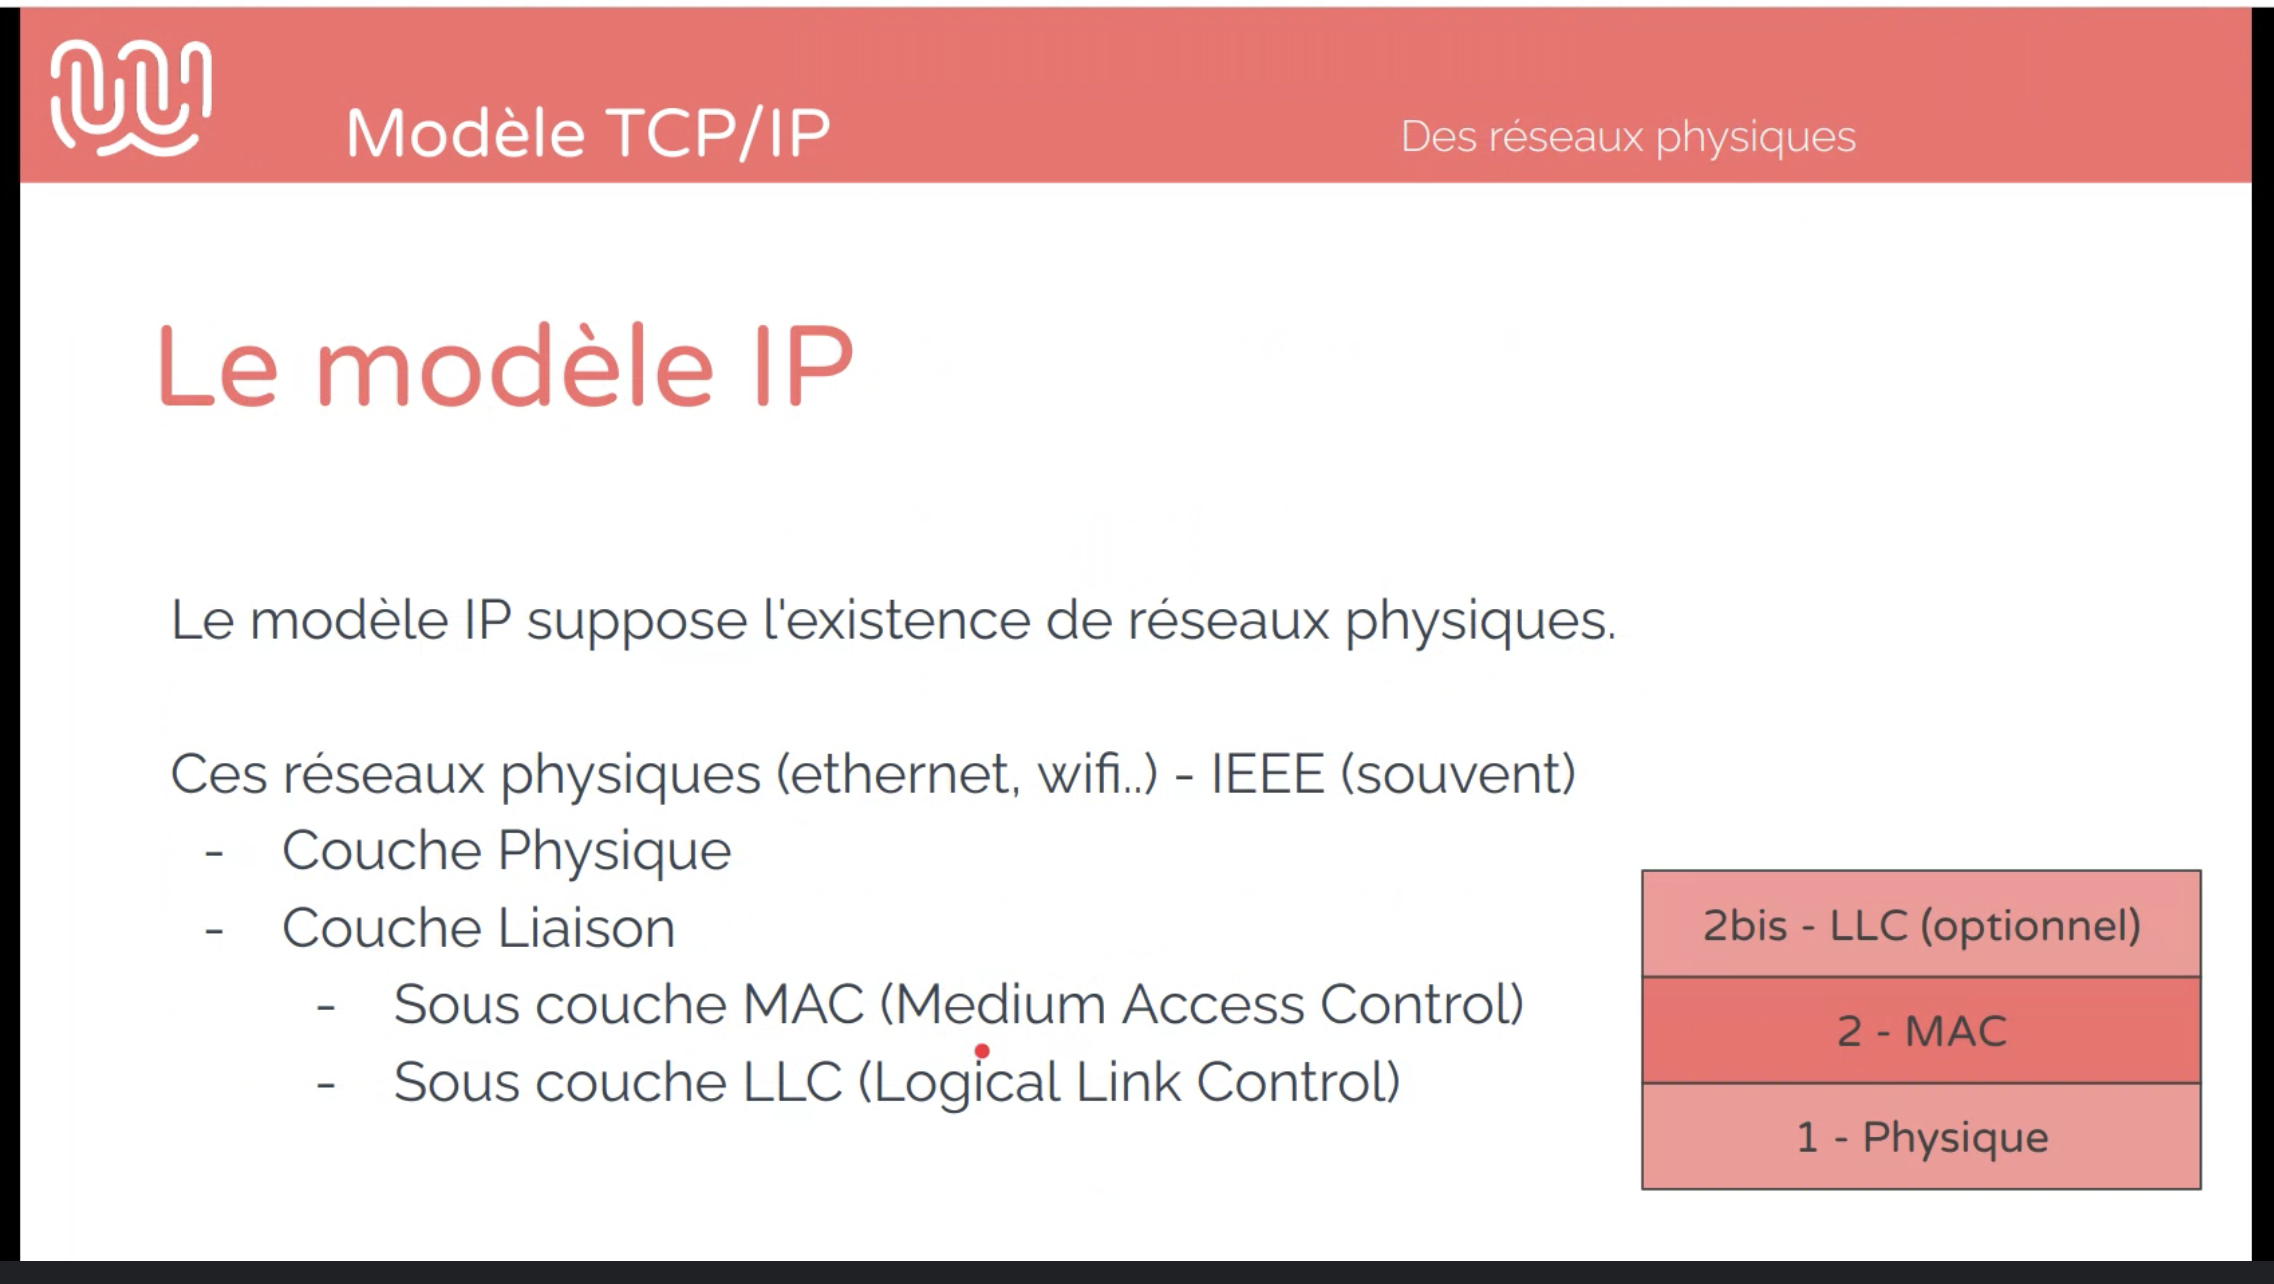 Modèle TCP/IP
Des réseaux physiques
Le modèle IP
Le modèle IP suppose l'existence de réseaux physiques.
Ces réseaux physiques (ethernet, wifi..) - IEEE (souvent)
- Couche Physique
- Couche Liaison
- Sous couche MAC (Medium Access Control)
- Sous couche LLC (Logical Link Control)
2bis - LLC (optionnel)
2 - MAC
1 - Physique